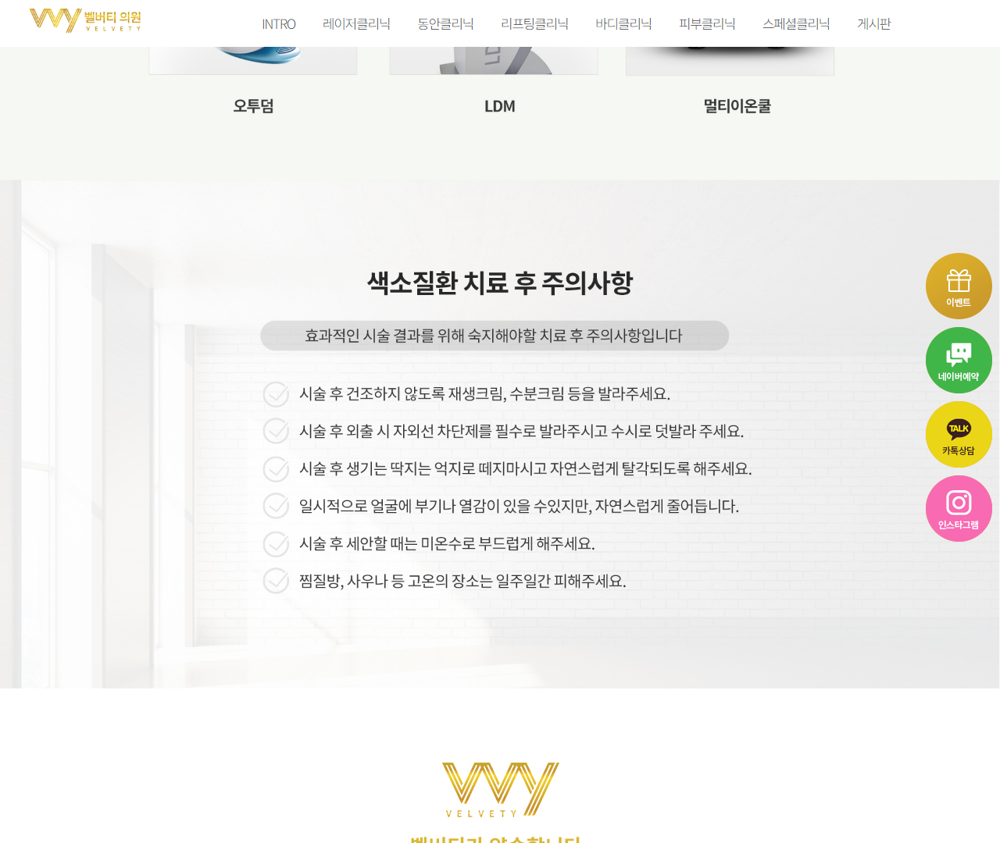 벨버티 의원
VELVETY
INTRO 레이저클리닉 동안클리닉 리프팅클리닉 바디클리닉 피부클리닉 스페셜클리닉 게시판
오투덤 LDM 멀티이온쿨
색소질환 치료 후 주의사항
효과적인 시술 결과를 위해 숙지해야할 치료 후 주의사항입니다
시술 후 건조하지 않도록 재생크림, 수분크림 등을 발라주세요.
시술 후 외출 시 자외선 차단제를 필수로 발라주시고 수시로 덧발라 주세요.
시술 후 생기는 딱지는 억지로 떼지마시고 자연스럽게 탈각되도록 해주세요.
일시적으로 얼굴에 부기나 열감이 있을 수있지만, 자연스럽게 줄어듭니다.
시술 후 세안할 때는 미온수로 부드럽게 해주세요.
찜질방, 사우나 등 고온의 장소는 일주일간 피해주세요.
이벤트
네이버예약
TALK
카톡상담
인스타그램
VELVETY
벨버티가 약속합니다